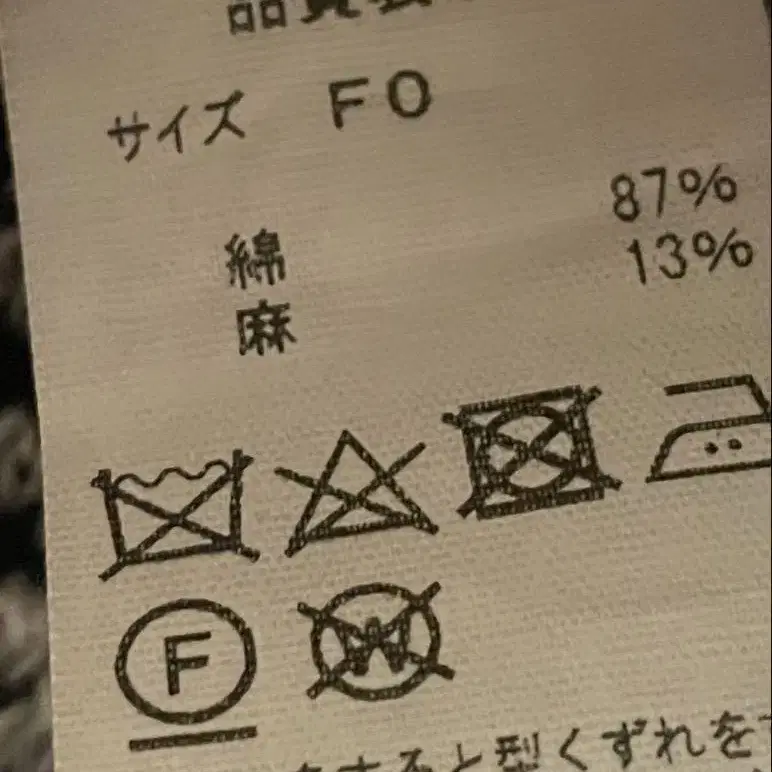 サイズ FO
綿 87%
麻 13%
F
W
すると型くずれを